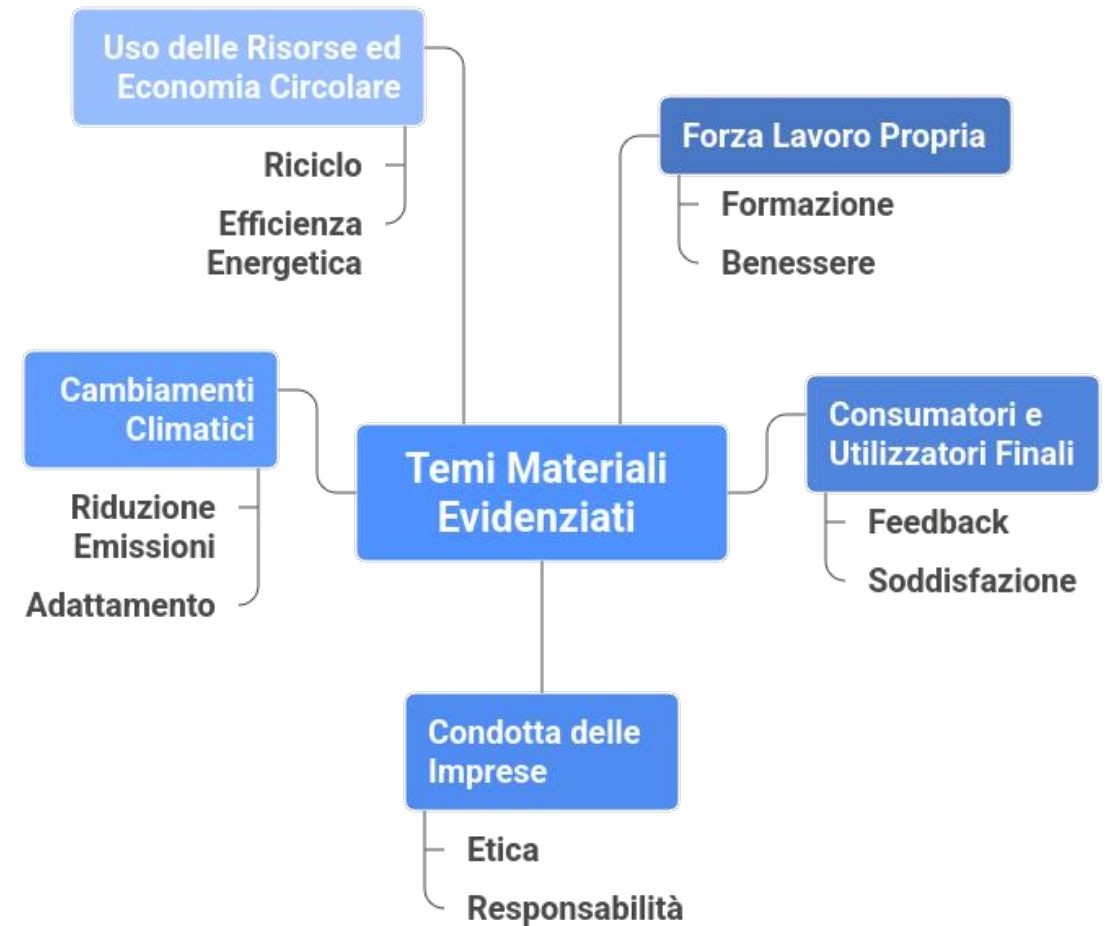 Uso delle Risorse ed
Economia Circolare
Riciclo
Efficienza
Energetica
Forza Lavoro Propria
Formazione
Benessere
Cambiamenti
Climatici
Riduzione
Emissioni
Adattamento
Temi Materiali
Evidenziati
Consumatori e
Utilizzatori Finali
Feedback
Soddisfazione
Condotta delle
Imprese
Etica
Responsabilità